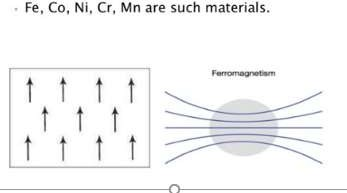 · Fe, Co, Ni, Cr, Mn are such materials.
Ferromagnetism